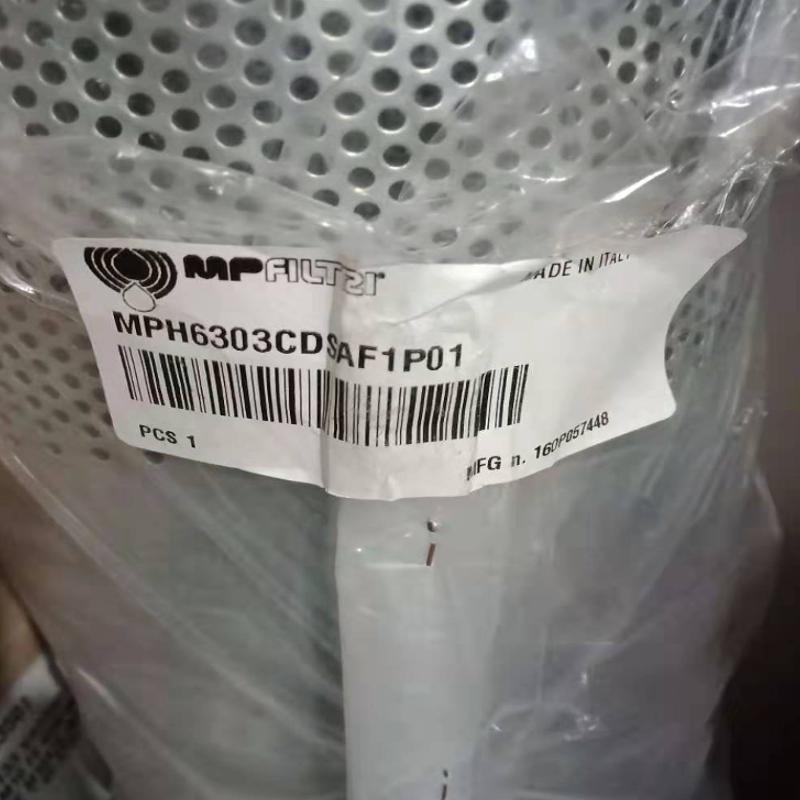 MPFILTRI
MADE IN ITALY
MPH6303CDSAF1P01
PCS 1
MFG n. 160P057448